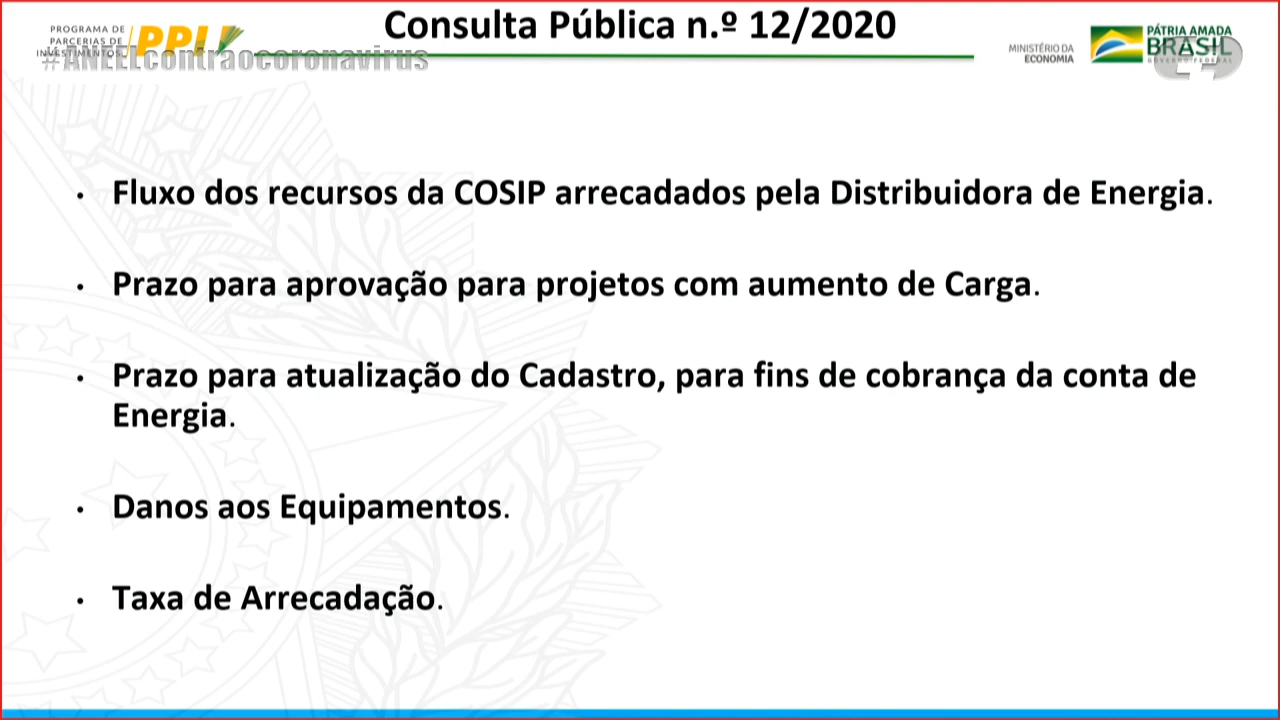 Consulta Pública n.º 12/2020
PROGRAMA DE
PARCERIAS DE
INVESTIMENTOS
PPI
#ANEELcontraocoronavirus
MINISTÉRIO DA
ECONOMIA
PÁTRIA AMADA
BRASIL
GOVERNO FEDERAL
• Fluxo dos recursos da COSIP arrecadados pela Distribuidora de Energia.
• Prazo para aprovação para projetos com aumento de Carga.
• Prazo para atualização do Cadastro, para fins de cobrança da conta de
Energia.
• Danos aos Equipamentos.
• Taxa de Arrecadação.